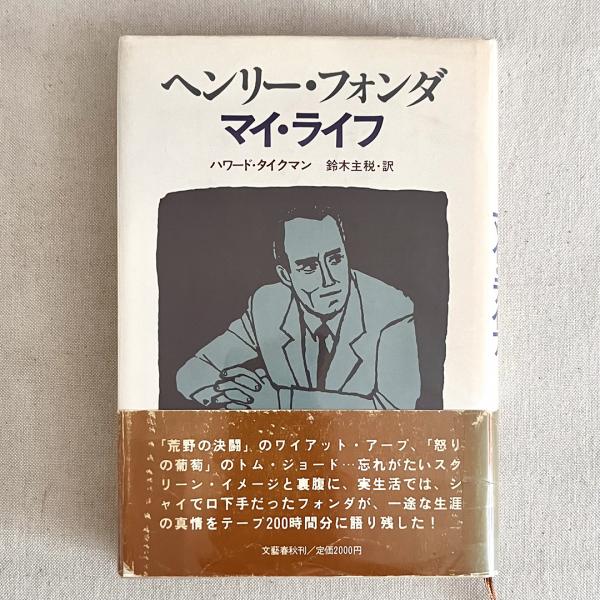 ヘンリー・フォンダ
マイ・ライフ
ハワード・タイクマン 鈴木主税・訳
「荒野の決闘」のワイアット・アープ、「怒り
の葡萄」のトム・ジョード…忘れがたいスク
リーン・イメージと裏腹に、実生活では、シ
ャイで口下手だったフォンダが、一途な生涯
の真情をテープ200時間分に語り残した！
文藝春秋刊／定価2000円